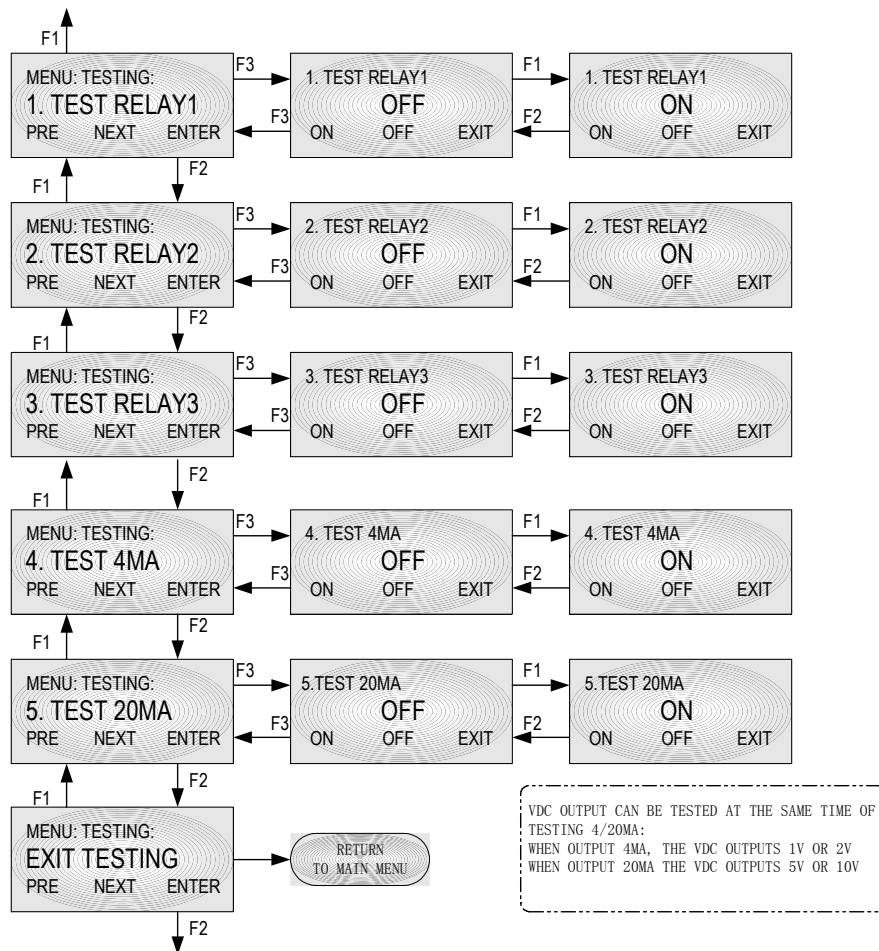 F1
MENU: TESTING:
1. TEST RELAY1
PRE NEXT ENTER
F3
F3
1. TEST RELAY1
OFF
ON OFF EXIT
F1
F2
1. TEST RELAY1
ON
ON OFF EXIT
F1
F2
MENU: TESTING:
2. TEST RELAY2
PRE NEXT ENTER
F3
F3
2. TEST RELAY2
OFF
ON OFF EXIT
F1
F2
2. TEST RELAY2
ON
ON OFF EXIT
F1
F2
MENU: TESTING:
3. TEST RELAY3
PRE NEXT ENTER
F3
F3
3. TEST RELAY3
OFF
ON OFF EXIT
F1
F2
3. TEST RELAY3
ON
ON OFF EXIT
F1
F2
MENU: TESTING:
4. TEST 4MA
PRE NEXT ENTER
F3
F3
4. TEST 4MA
OFF
ON OFF EXIT
F1
F2
4. TEST 4MA
ON
ON OFF EXIT
F1
F2
MENU: TESTING:
5. TEST 20MA
PRE NEXT ENTER
F3
F3
5.TEST 20MA
OFF
ON OFF EXIT
F1
F2
5.TEST 20MA
ON
ON OFF EXIT
F1
F2
MENU: TESTING:
EXIT TESTING
PRE NEXT ENTER
RETURN
TO MAIN MENU
VDC OUTPUT CAN BE TESTED AT THE SAME TIME OF
TESTING 4/20MA:
WHEN OUTPUT 4MA, THE VDC OUTPUTS 1V OR 2V
WHEN OUTPUT 20MA THE VDC OUTPUTS 5V OR 10V
F2